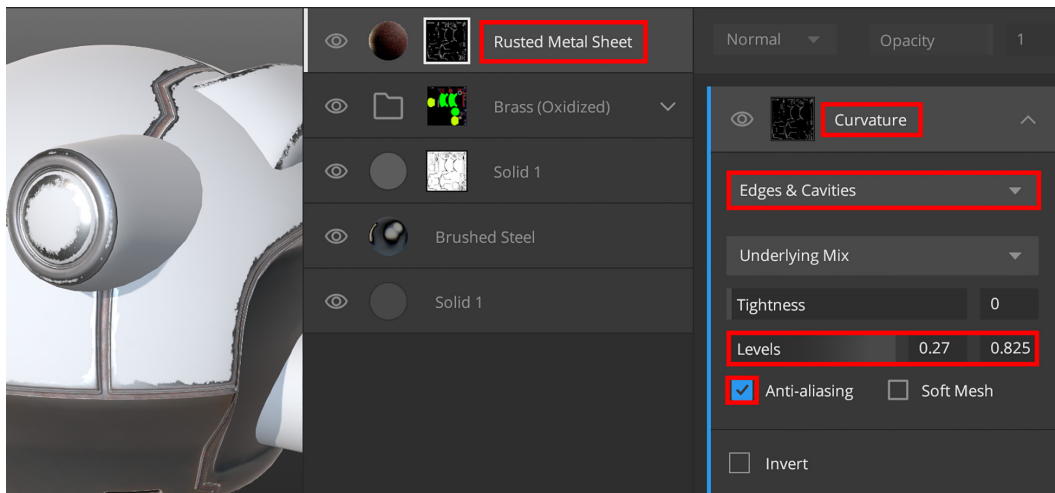 Rusted Metal Sheet
Brass (Oxidized)
Solid 1
Brushed Steel
Solid 1
Normal
Opacity
1
Curvature
Edges & Cavities
Underlying Mix
Tightness 0
Levels 0.27 0.825
Anti-aliasing Soft Mesh
Invert